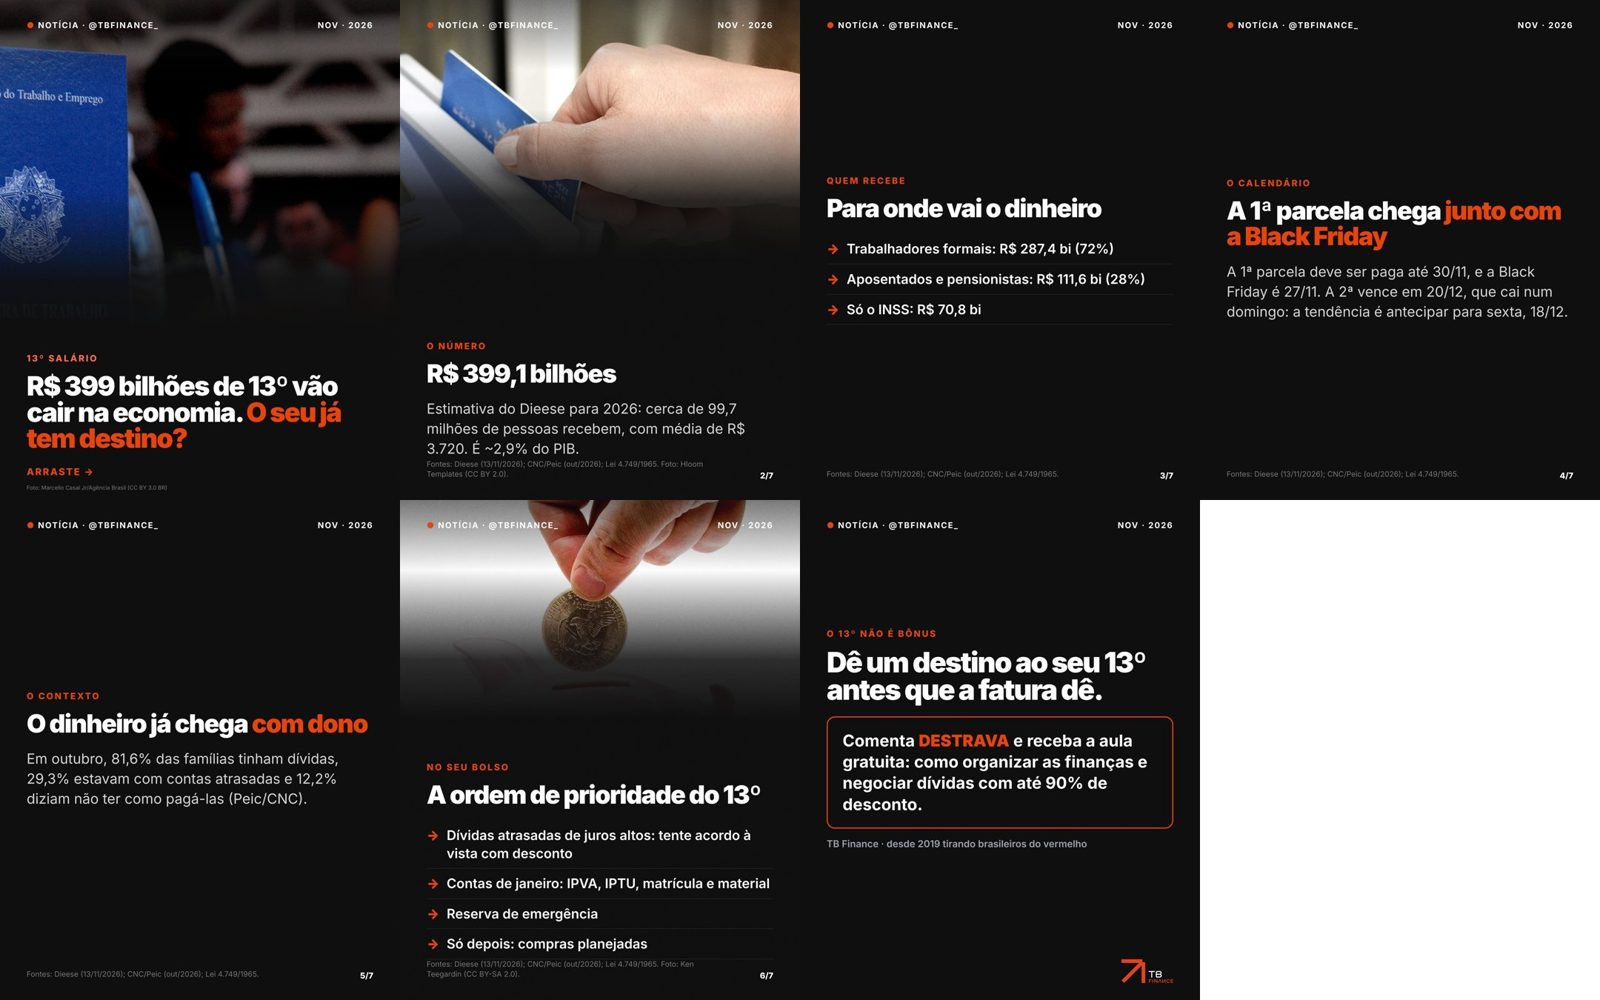 NOTÍCIA · @TBFINANCE_
NOV · 2026
o do Trabalho e Emprego
RA DE TRABALHO
13º SALÁRIO
R$ 399 bilhões de 13º vão
cair na economia. O seu já
tem destino?
ARRASTE →
Foto: Marcello Casal Jr/Agência Brasil (CC BY 3.0 BR)
NOTÍCIA · @TBFINANCE_
NOV · 2026
O NÚMERO
R$ 399,1 bilhões
Estimativa do Dieese para 2026: cerca de 99,7
milhões de pessoas recebem, com média de R$
3.720. É ~2,9% do PIB.
Fontes: Dieese (13/11/2026); CNC/Peic (out/2026); Lei 4.749/1965. Foto: Hloom
Templates (CC BY 2.0).
2/7
NOTÍCIA · @TBFINANCE_
NOV · 2026
QUEM RECEBE
Para onde vai o dinheiro
→ Trabalhadores formais: R$ 287,4 bi (72%)
→ Aposentados e pensionistas: R$ 111,6 bi (28%)
→ Só o INSS: R$ 70,8 bi
Fontes: Dieese (13/11/2026); CNC/Peic (out/2026); Lei 4.749/1965.
3/7
NOTÍCIA · @TBFINANCE_
NOV · 2026
O CALENDÁRIO
A 1ª parcela chega junto com
a Black Friday
A 1ª parcela deve ser paga até 30/11, e a Black
Friday é 27/11. A 2ª vence em 20/12, que cai num
domingo: a tendência é antecipar para sexta, 18/12.
Fontes: Dieese (13/11/2026); CNC/Peic (out/2026); Lei 4.749/1965.
4/7
NOTÍCIA · @TBFINANCE_
NOV · 2026
O CONTEXTO
O dinheiro já chega com dono
Em outubro, 81,6% das famílias tinham dívidas,
29,3% estavam com contas atrasadas e 12,2%
diziam não ter como pagá-las (Peic/CNC).
Fontes: Dieese (13/11/2026); CNC/Peic (out/2026); Lei 4.749/1965.
5/7
NOTÍCIA · @TBFINANCE_
NOV · 2026
NO SEU BOLSO
A ordem de prioridade do 13º
→ Dívidas atrasadas de juros altos: tente acordo à
vista com desconto
→ Contas de janeiro: IPVA, IPTU, matrícula e material
→ Reserva de emergência
→ Só depois: compras planejadas
Fontes: Dieese (13/11/2026); CNC/Peic (out/2026); Lei 4.749/1965. Foto: Ken
Teegardin (CC BY-SA 2.0).
6/7
NOTÍCIA · @TBFINANCE_
NOV · 2026
O 13º NÃO É BÔNUS
Dê um destino ao seu 13º
antes que a fatura dê.
Comenta DESTRAVA e receba a aula
gratuita: como organizar as finanças e
negociar dívidas com até 90% de
desconto.
TB Finance · desde 2019 tirando brasileiros do vermelho
TB
FINANCE